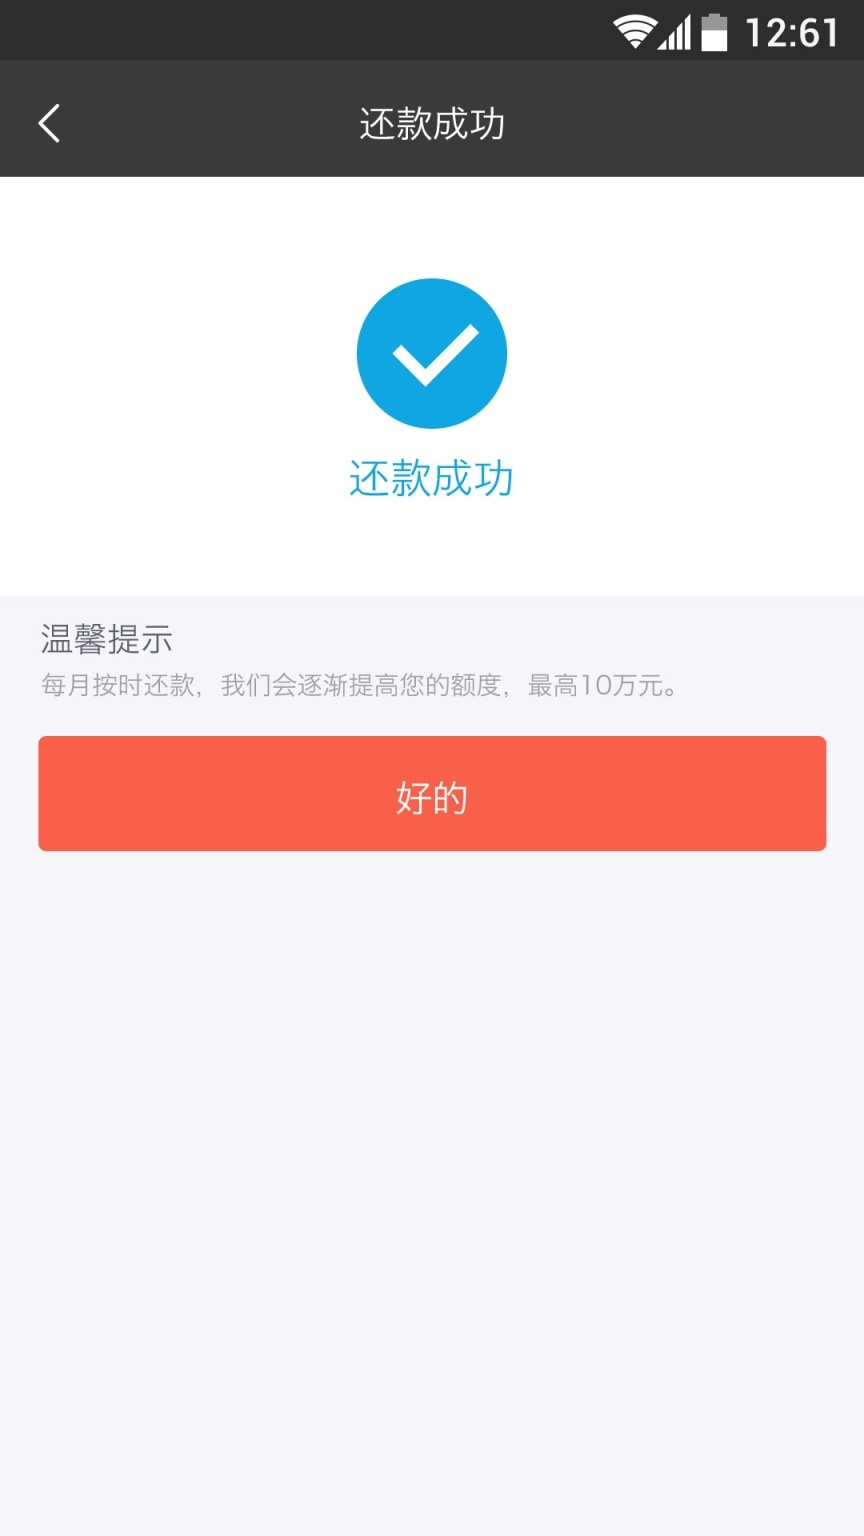 12:61
还款成功
还款成功
温馨提示
每月按时还款，我们会逐渐提高您的额度，最高10万元。
好的